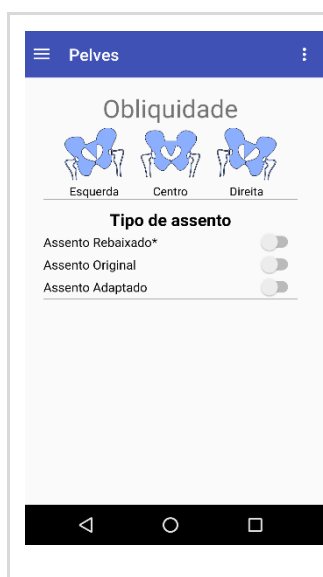 Pelves
Obliquidade
Esquerda Centro Direita
Tipo de assento
Assento Rebaixado*
Assento Original
Assento Adaptado